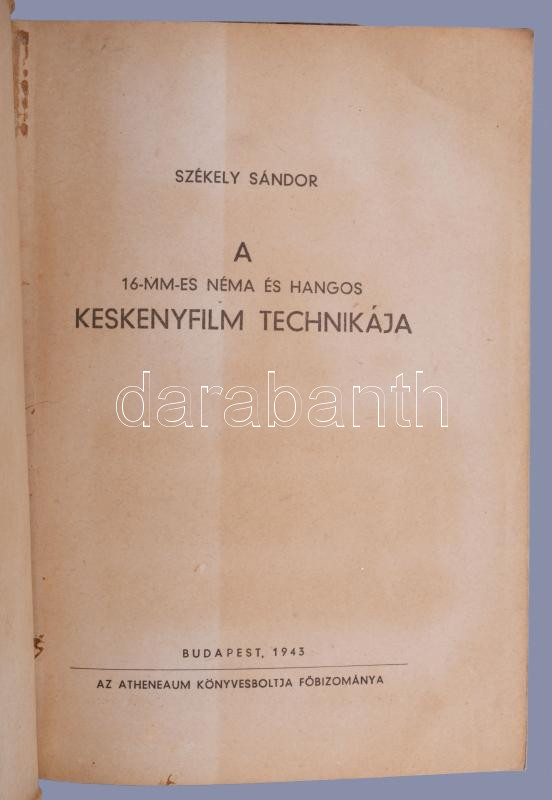 SZÉKELY SÁNDOR
A
16-MM-ES NÉMA ÉS HANGOS
KESKENYFILM TECHNIKÁJA
darabanth
BUDAPEST, 1943
AZ ATHENEAUM KÖNYVESBOLTJA FŐBIZOMÁNYA